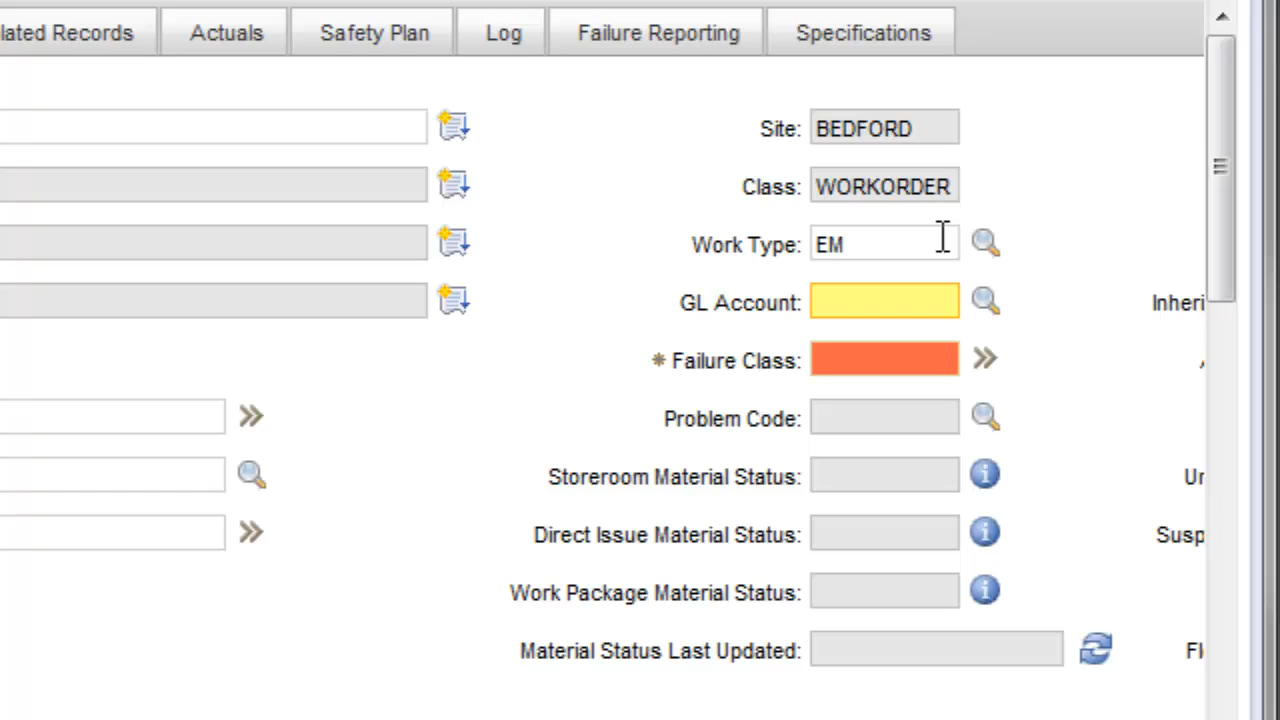 lated Records Actuals Safety Plan Log Failure Reporting Specifications
Site: BEDFORD
Class: WORKORDER
Work Type: EM
GL Account:
Inheri
* Failure Class:
Problem Code:
Storeroom Material Status:
Ur
Direct Issue Material Status:
Susp
Work Package Material Status:
Material Status Last Updated: